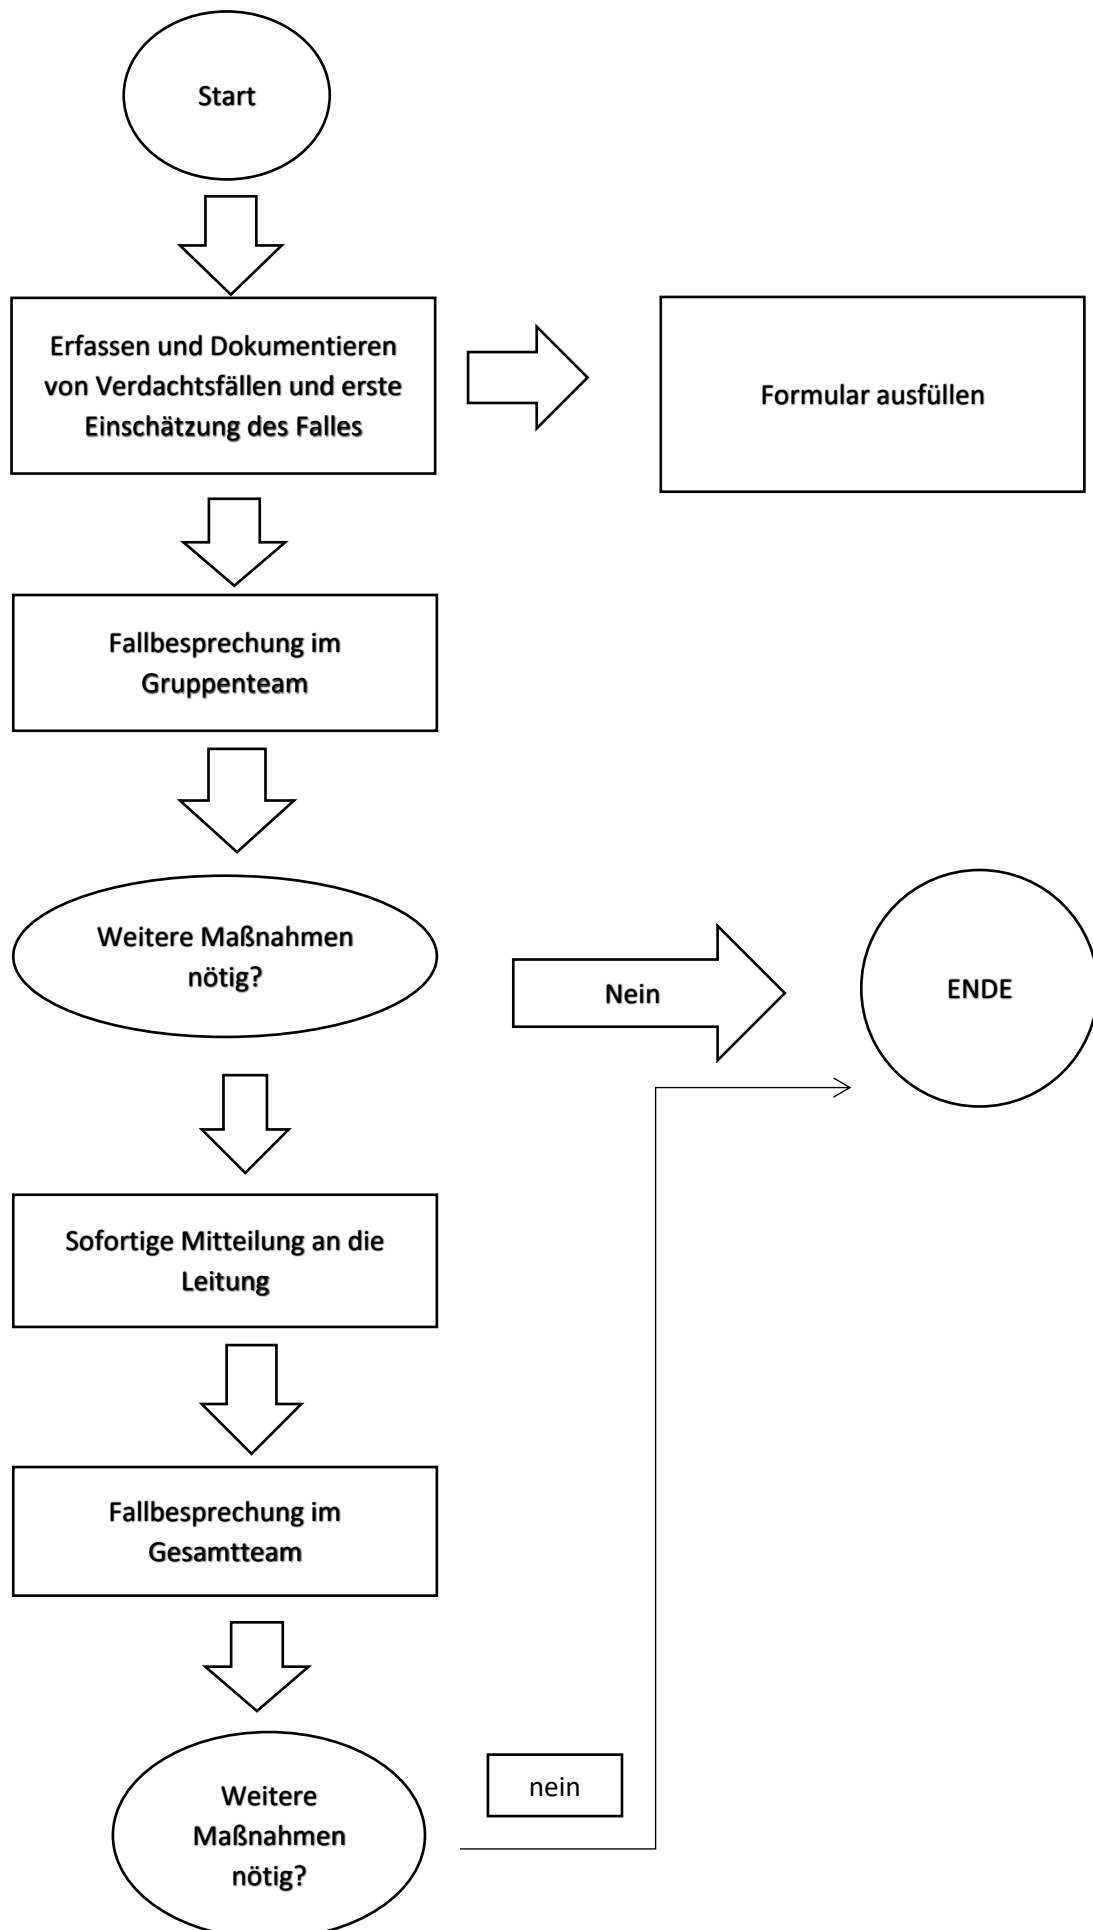 Start
Erfassen und Dokumentieren
von Verdachtsfällen und erste
Einschätzung des Falles
Formular ausfüllen
Fallbesprechung im
Gruppenteam
Weitere Maßnahmen
nötig?
Nein
ENDE
Sofortige Mitteilung an die
Leitung
Fallbesprechung im
Gesamtteam
Weitere
Maßnahmen
nötig?
nein